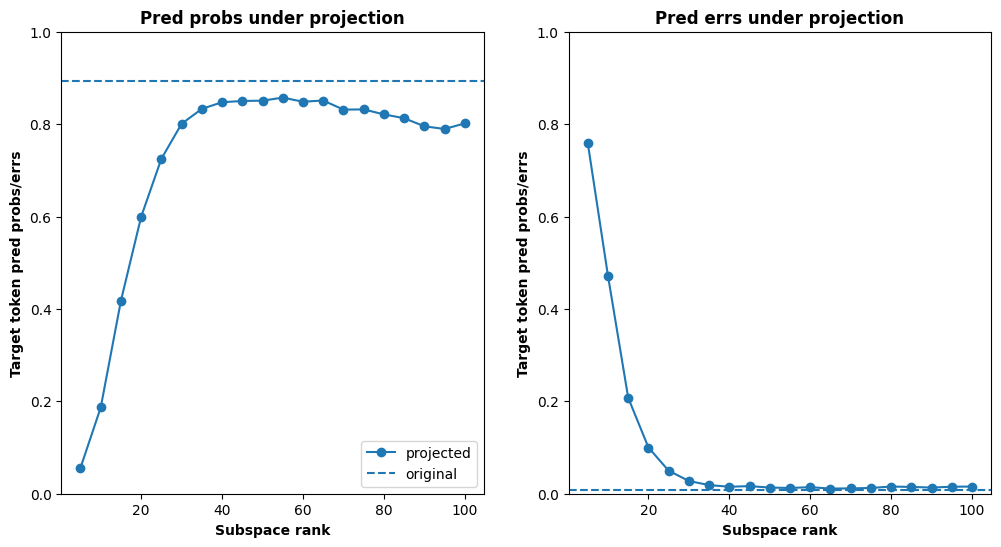 Pred probs under projection
Target token pred probs/errs
1.0
0.8
0.6
0.4
0.2
0.0
20
40
60
80
100
Subspace rank
projected
original
Pred errs under projection
Target token pred probs/errs
1.0
0.8
0.6
0.4
0.2
0.0
20
40
60
80
100
Subspace rank